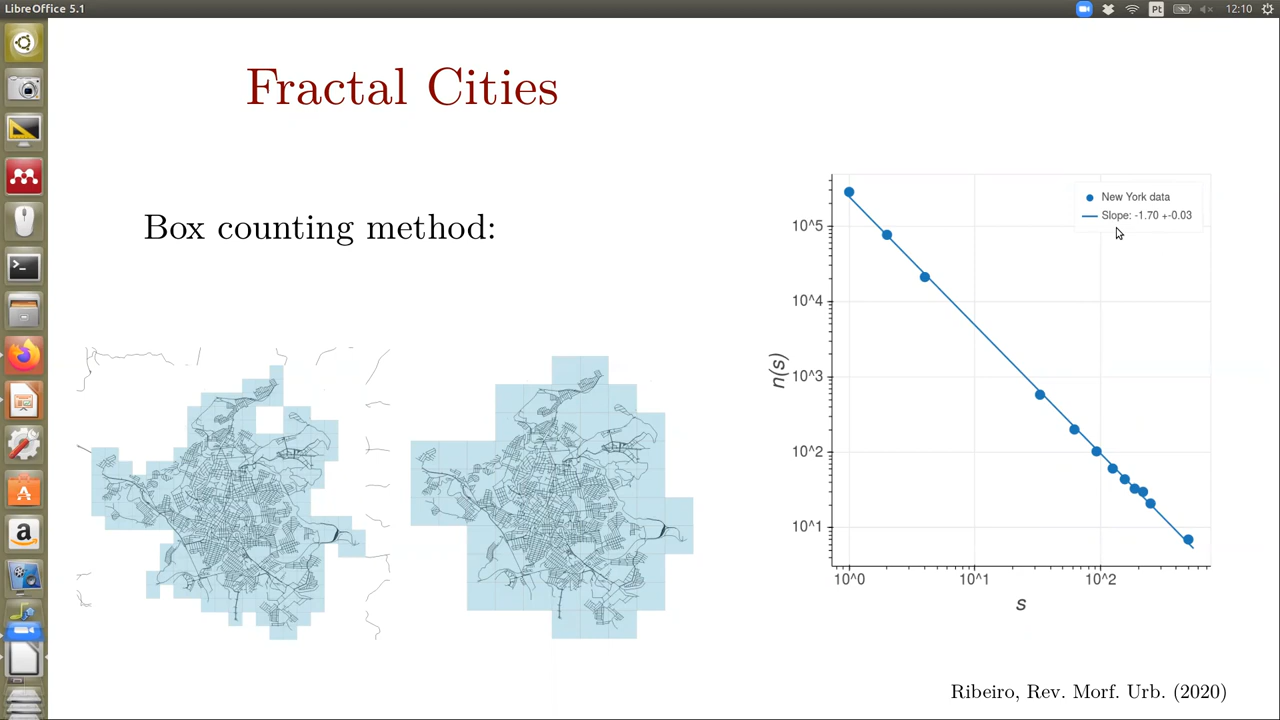 LibreOffice 5.1
Pt
12:10
Fractal Cities
Box counting method:
New York data
Slope: -1.70 +-0.03
10^5
10^4
10^3
10^2
10^1
n(s)
10^0
10^1
10^2
s
Ribeiro, Rev. Morf. Urb. (2020)